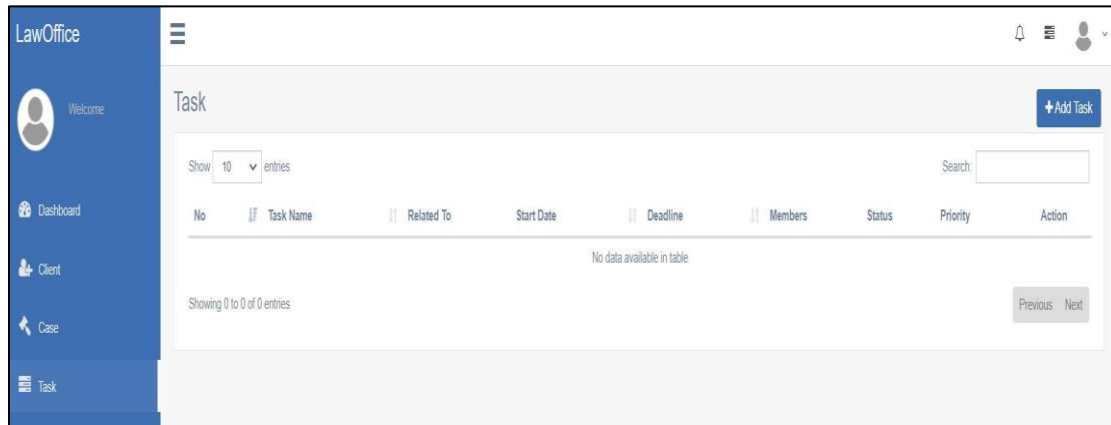 LawOffice
Welcome
Task
+ Add Task
Show 10 entries
Search:
No Task Name Related To Start Date Deadline Members Status Priority Action
No data available in table
Showing 0 to 0 of 0 entries
Previous Next
Dashboard
Client
Case
Task